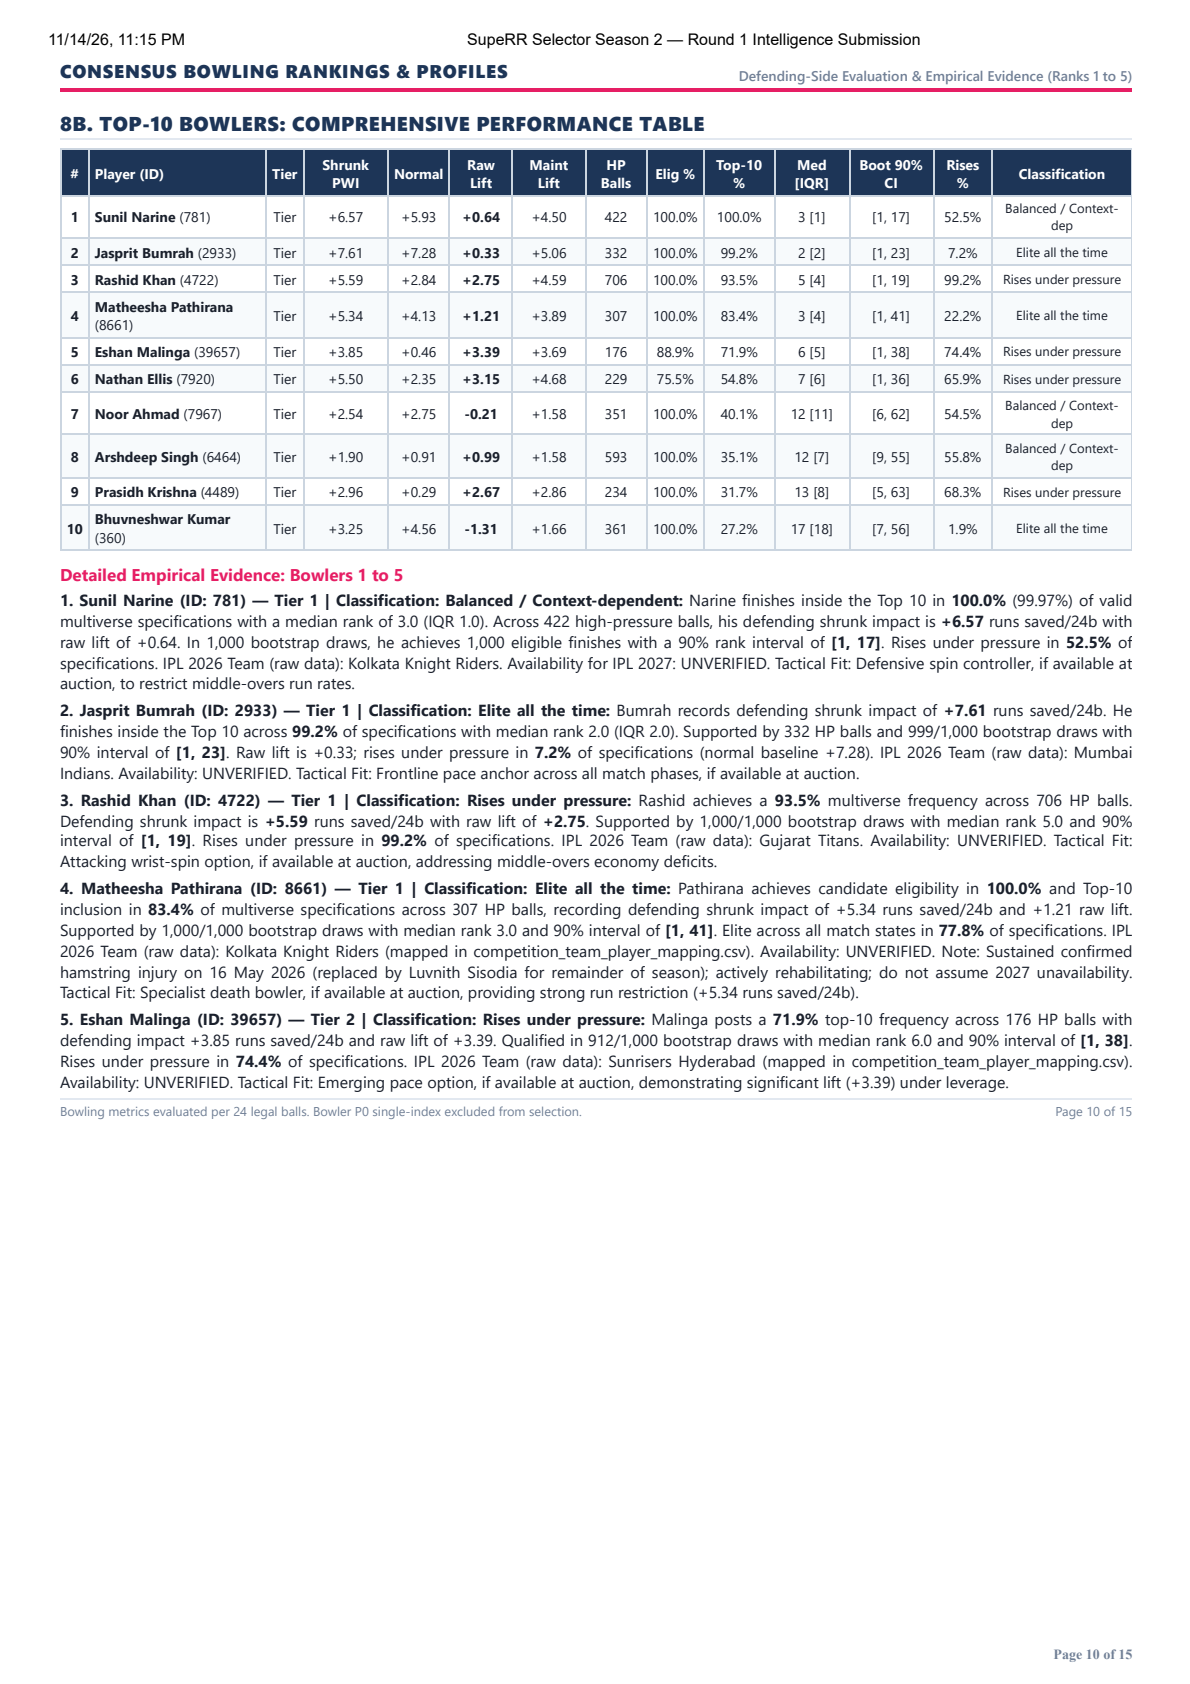 11/14/26, 11:15 PM SupeRR Selector Season 2 — Round 1 Intelligence Submission
CONSENSUS BOWLING RANKINGS & PROFILES Defending-Side Evaluation & Empirical Evidence (Ranks 1 to 5)
8B. TOP-10 BOWLERS: COMPREHENSIVE PERFORMANCE TABLE
# Player (ID) Tier Shrunk PWI Normal Raw Lift Maint Lift HP Balls Elig % Top-10 % Med [IQR] Boot 90% CI Rises % Classification
1 Sunil Narine (781) Tier +6.57 +5.93 +0.64 +4.50 422 100.0% 100.0% 3 [1] [1, 17] 52.5% Balanced / Context-dep
2 Jasprit Bumrah (2933) Tier +7.61 +7.28 +0.33 +5.06 332 100.0% 99.2% 2 [2] [1, 23] 7.2% Elite all the time
3 Rashid Khan (4722) Tier +5.59 +2.84 +2.75 +4.59 706 100.0% 93.5% 5 [4] [1, 19] 99.2% Rises under pressure
4 Matheesha Pathirana (8661) Tier +5.34 +4.13 +1.21 +3.89 307 100.0% 83.4% 3 [4] [1, 41] 22.2% Elite all the time
5 Eshan Malinga (39657) Tier +3.85 +0.46 +3.39 +3.69 176 88.9% 71.9% 6 [5] [1, 38] 74.4% Rises under pressure
6 Nathan Ellis (7920) Tier +5.50 +2.35 +3.15 +4.68 229 75.5% 54.8% 7 [6] [1, 36] 65.9% Rises under pressure
7 Noor Ahmad (7967) Tier +2.54 +2.75 -0.21 +1.58 351 100.0% 40.1% 12 [11] [6, 62] 54.5% Balanced / Context-dep
8 Arshdeep Singh (6464) Tier +1.90 +0.91 +0.99 +1.58 593 100.0% 35.1% 12 [7] [9, 55] 55.8% Balanced / Context-dep
9 Prasidh Krishna (4489) Tier +2.96 +0.29 +2.67 +2.86 234 100.0% 31.7% 13 [8] [5, 63] 68.3% Rises under pressure
10 Bhuvneshwar Kumar (360) Tier +3.25 +4.56 -1.31 +1.66 361 100.0% 27.2% 17 [18] [7, 56] 1.9% Elite all the time
Detailed Empirical Evidence: Bowlers 1 to 5
1. Sunil Narine (ID: 781) — Tier 1 | Classification: Balanced / Context-dependent: Narine finishes inside the Top 10 in 100.0% (99.97%) of valid
multiverse specifications with a median rank of 3.0 (IQR 1.0). Across 422 high-pressure balls, his defending shrunk impact is +6.57 runs saved/24b with
raw lift of +0.64. In 1,000 bootstrap draws, he achieves 1,000 eligible finishes with a 90% rank interval of [1, 17]. Rises under pressure in 52.5% of
specifications. IPL 2026 Team (raw data): Kolkata Knight Riders. Availability for IPL 2027: UNVERIFIED. Tactical Fit: Defensive spin controller, if available at
auction, to restrict middle-overs run rates.
2. Jasprit Bumrah (ID: 2933) — Tier 1 | Classification: Elite all the time: Bumrah records defending shrunk impact of +7.61 runs saved/24b. He
finishes inside the Top 10 across 99.2% of specifications with median rank 2.0 (IQR 2.0). Supported by 332 HP balls and 999/1,000 bootstrap draws with
90% interval of [1, 23]. Raw lift is +0.33; rises under pressure in 7.2% of specifications (normal baseline +7.28). IPL 2026 Team (raw data): Mumbai
Indians. Availability: UNVERIFIED. Tactical Fit: Frontline pace anchor across all match phases, if available at auction.
3. Rashid Khan (ID: 4722) — Tier 1 | Classification: Rises under pressure: Rashid achieves a 93.5% multiverse frequency across 706 HP balls.
Defending shrunk impact is +5.59 runs saved/24b with raw lift of +2.75. Supported by 1,000/1,000 bootstrap draws with median rank 5.0 and 90%
interval of [1, 19]. Rises under pressure in 99.2% of specifications. IPL 2026 Team (raw data): Gujarat Titans. Availability: UNVERIFIED. Tactical Fit:
Attacking wrist-spin option, if available at auction, addressing middle-overs economy deficits.
4. Matheesha Pathirana (ID: 8661) — Tier 1 | Classification: Elite all the time: Pathirana achieves candidate eligibility in 100.0% and Top-10
inclusion in 83.4% of multiverse specifications across 307 HP balls, recording defending shrunk impact of +5.34 runs saved/24b and +1.21 raw lift.
Supported by 1,000/1,000 bootstrap draws with median rank 3.0 and 90% interval of [1, 41]. Elite across all match states in 77.8% of specifications. IPL
2026 Team (raw data): Kolkata Knight Riders (mapped in competition_team_player_mapping.csv). Availability: UNVERIFIED. Note: Sustained confirmed
hamstring injury on 16 May 2026 (replaced by Luvnith Sisodia for remainder of season); actively rehabilitating; do not assume 2027 unavailability.
Tactical Fit: Specialist death bowler, if available at auction, providing strong run restriction (+5.34 runs saved/24b).
5. Eshan Malinga (ID: 39657) — Tier 2 | Classification: Rises under pressure: Malinga posts a 71.9% top-10 frequency across 176 HP balls with
defending impact +3.85 runs saved/24b and raw lift of +3.39. Qualified in 912/1,000 bootstrap draws with median rank 6.0 and 90% interval of [1, 38].
Rises under pressure in 74.4% of specifications. IPL 2026 Team (raw data): Sunrisers Hyderabad (mapped in competition_team_player_mapping.csv).
Availability: UNVERIFIED. Tactical Fit: Emerging pace option, if available at auction, demonstrating significant lift (+3.39) under leverage.
Bowling metrics evaluated per 24 legal balls. Bowler P0 single-index excluded from selection. Page 10 of 15
Page 10 of 15